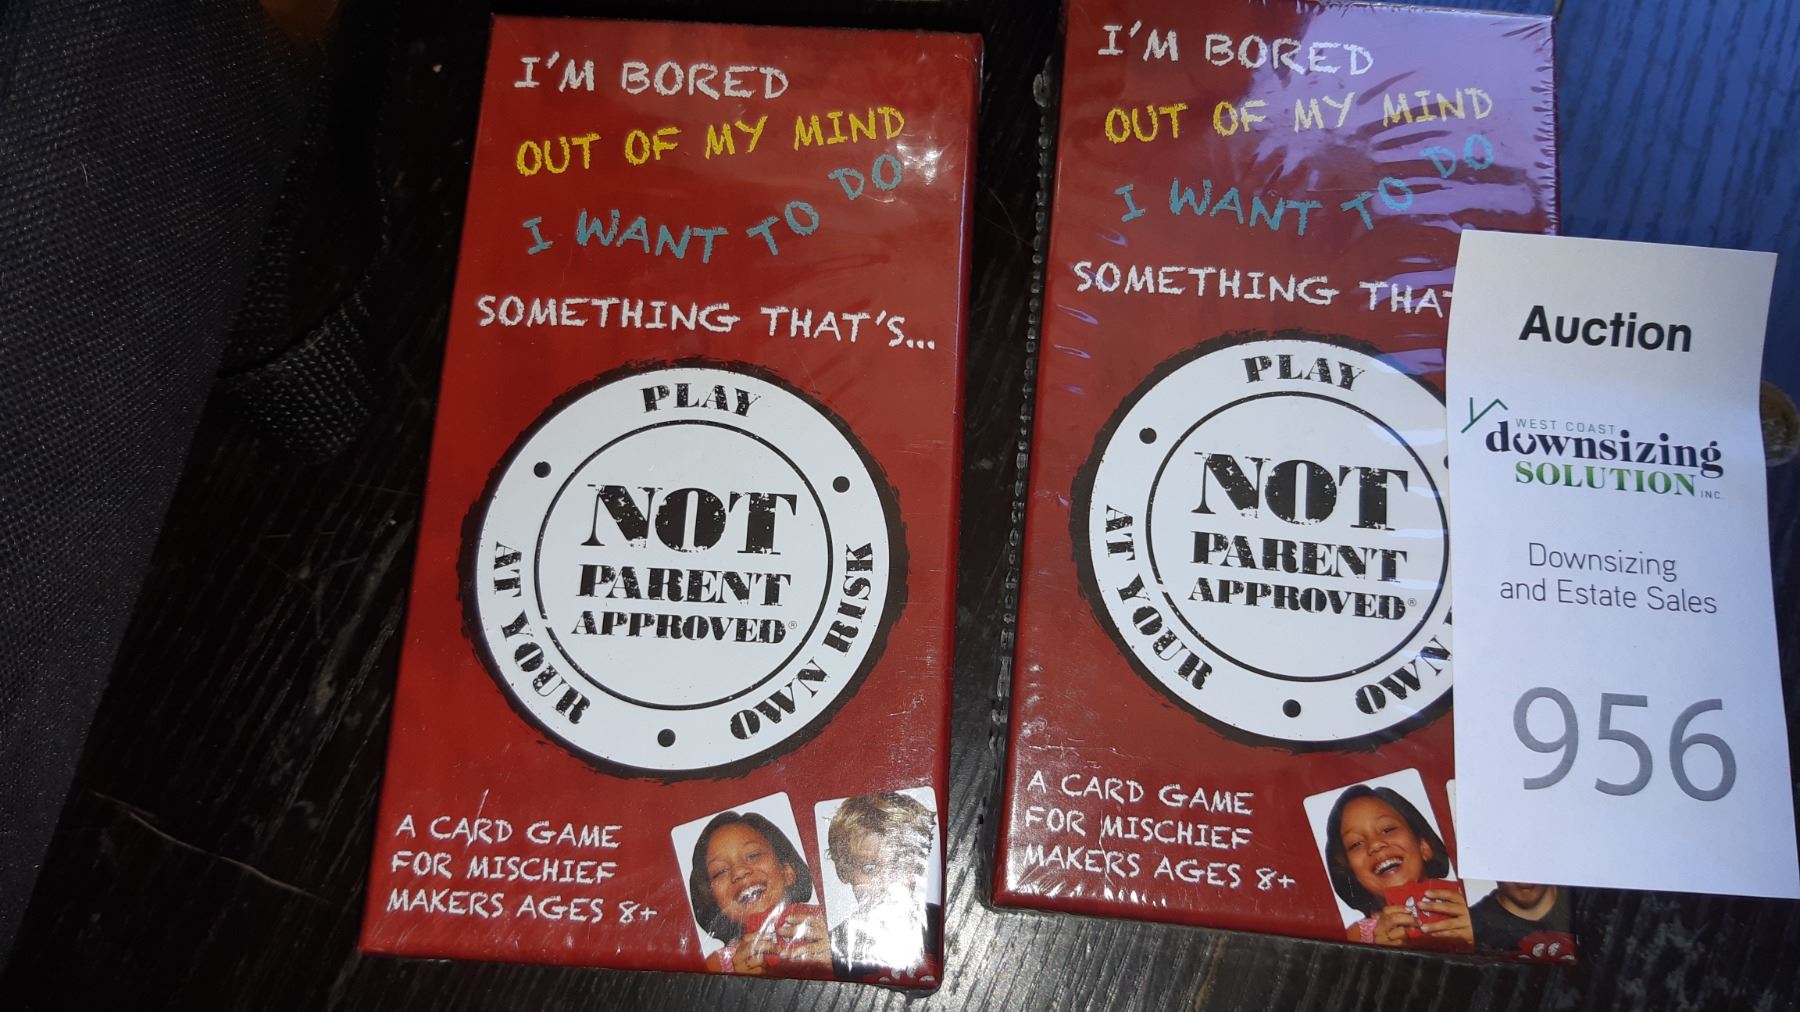 I'M BORED
OUT OF MY MIND
I WANT TO DO
SOMETHING THAT'S...
PLAY
AT YOUR
OWN RISK
NOT
PARENT
APPROVED®
A CARD GAME
FOR MISCHIEF
MAKERS AGES 8+
I'M BORED
OUT OF MY MIND
I WANT TO DO
SOMETHING THAT
PLAY
AT YOUR
OWN
NOT
PARENT
APPROVED®
A CARD GAME
FOR MISCHIEF
MAKERS AGES 8+
Auction
WEST COAST
downsizing
SOLUTION INC.
Downsizing
and Estate Sales
956